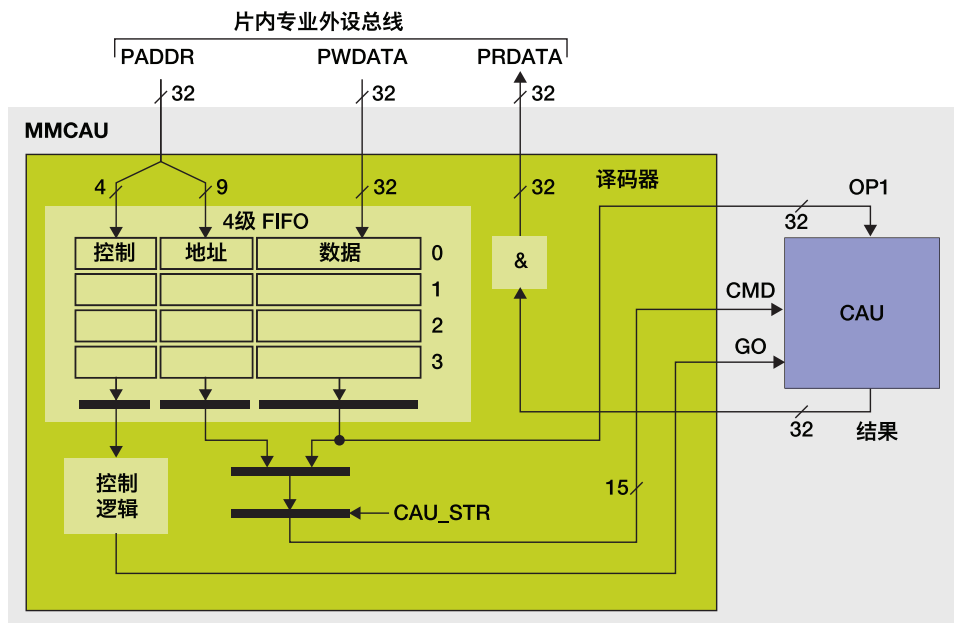 片内专业外设总线
PADDR
PWDATA
PRDATA
32
32
32
MMCAU
译码器
4
9
32
32
OP1
32
4级 FIFO
控制
地址
数据
0
1
2
3
&
CMD
CAU
GO
32
结果
控制
逻辑
15
CAU_STR